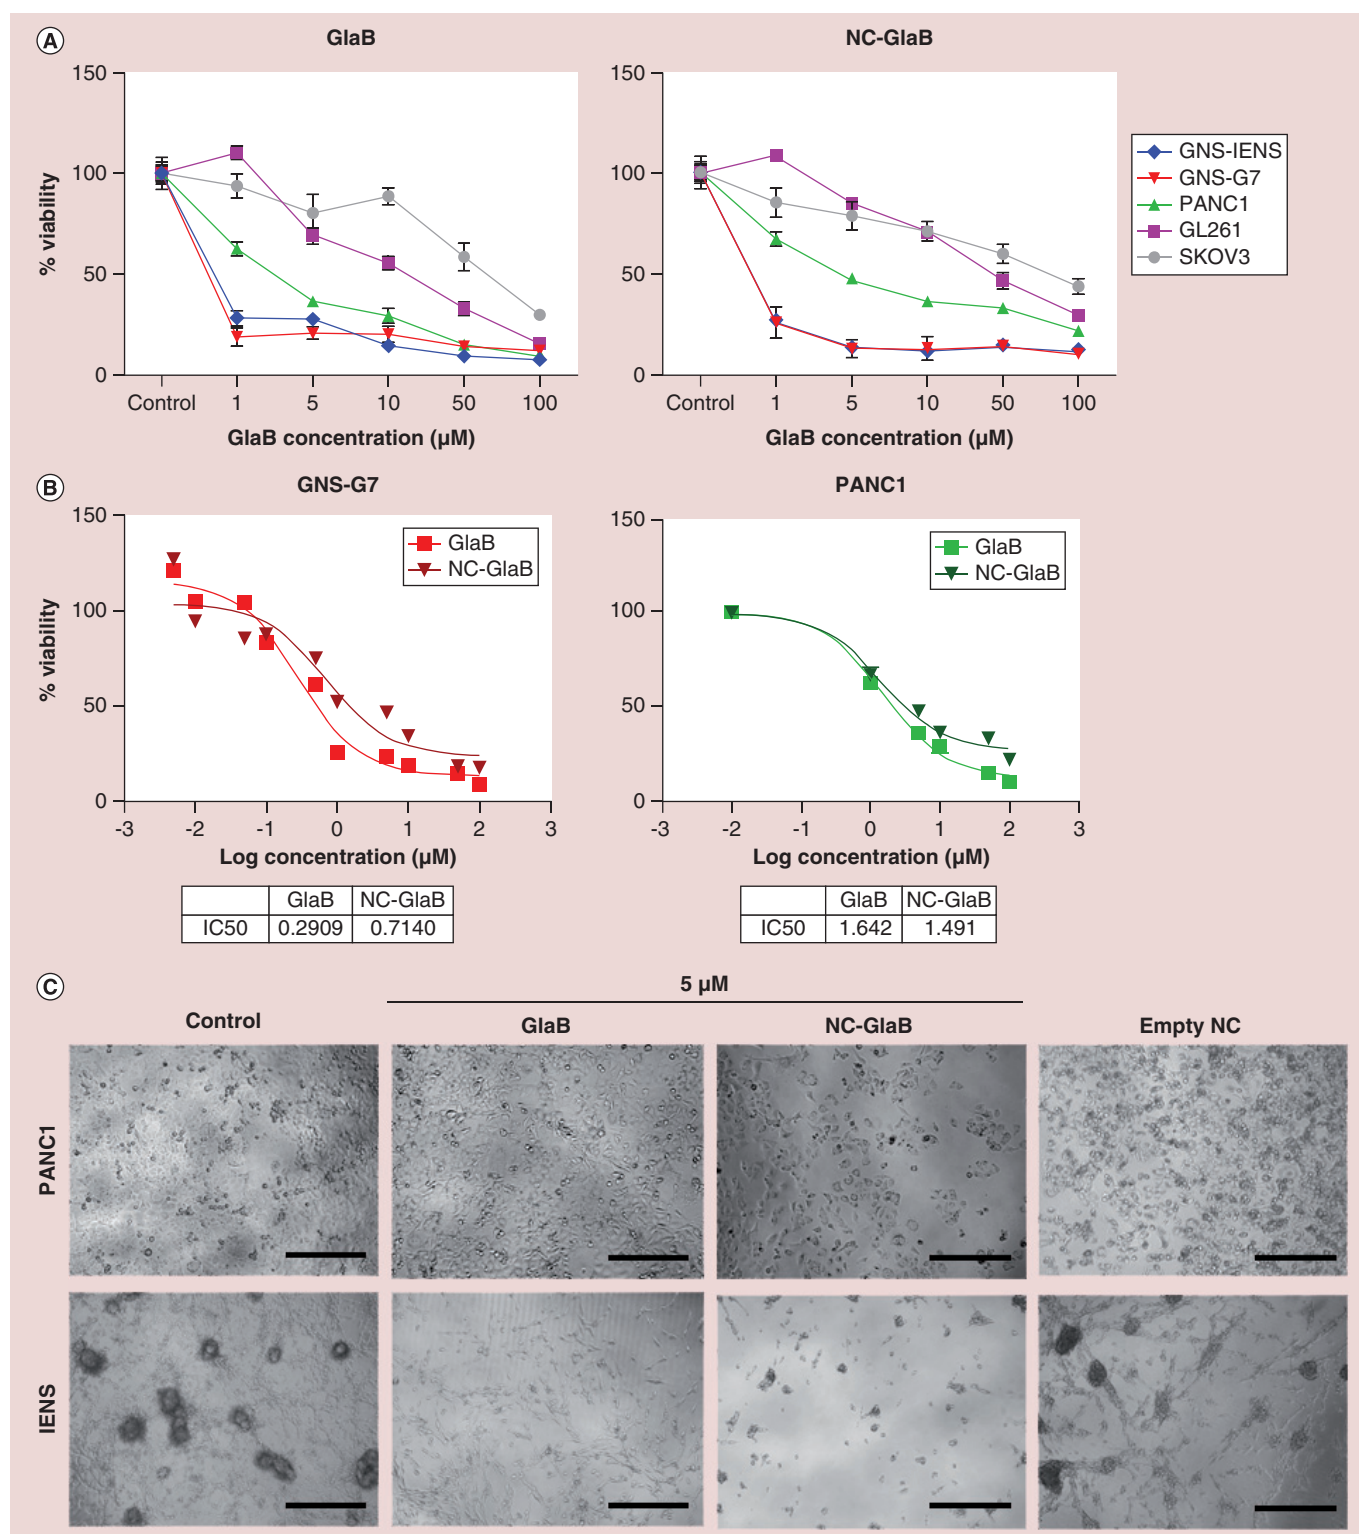 A
GlaB
NC-GlaB
% viability
150
100
50
0
Control 1 5 10 50 100
GlaB concentration (µM)
150
100
50
0
Control 1 5 10 50 100
GlaB concentration (µM)
GNS-IENS
GNS-G7
PANC1
GL261
SKOV3
B
GNS-G7
% viability
150
100
50
0
-3 -2 -1 0 1 2 3
Log concentration (µM)
GlaB
NC-GlaB
GlaB NC-GlaB
IC50 0.2909 0.7140
PANC1
150
100
50
0
-3 -2 -1 0 1 2 3
Log concentration (µM)
GlaB
NC-GlaB
GlaB NC-GlaB
IC50 1.642 1.491
C
5 µM
Control GlaB NC-GlaB Empty NC
PANC1
IENS